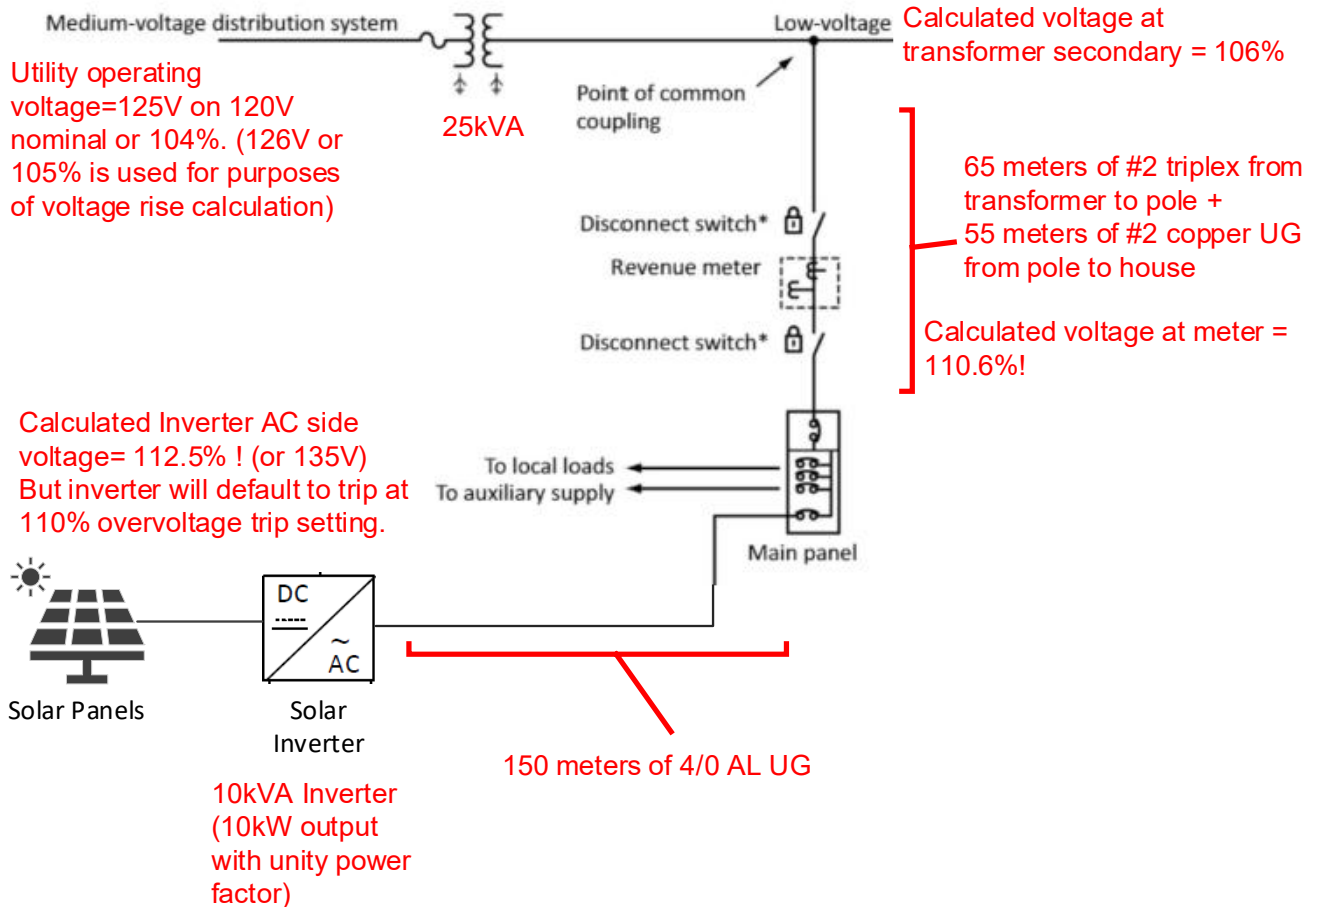 Medium-voltage distribution system
Low-voltage
Calculated voltage at
transformer secondary = 106%
Utility operating
voltage=125V on 120V
nominal or 104%. (126V or
105% is used for purposes
of voltage rise calculation)
25kVA
Point of common
coupling
65 meters of #2 triplex from
transformer to pole +
55 meters of #2 copper UG
from pole to house
Disconnect switch*
Revenue meter
Disconnect switch*
Calculated voltage at meter =
110.6%!
Calculated Inverter AC side
voltage= 112.5% ! (or 135V)
But inverter will default to trip at
110% overvoltage trip setting.
To local loads
To auxiliary supply
Main panel
DC
~
AC
Solar Panels
Solar
Inverter
150 meters of 4/0 AL UG
10kVA Inverter
(10kW output
with unity power
factor)